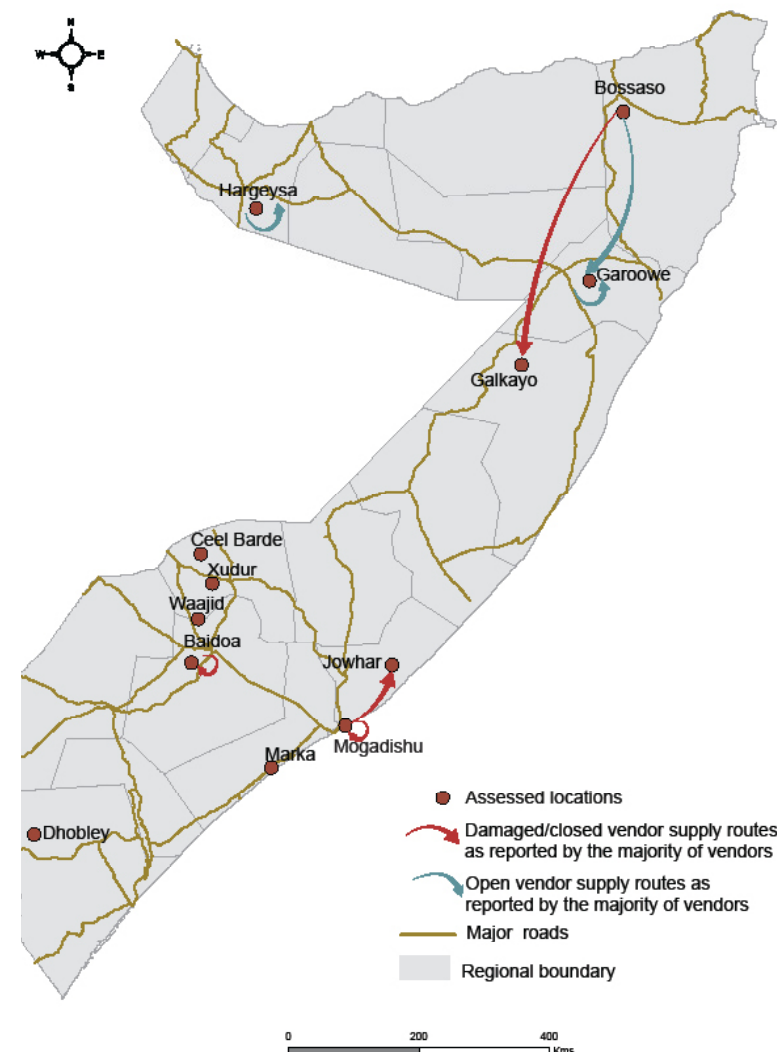 N
W E
S
Bossaso
Hargeysa
Garoowe
Galkayo
Ceel Barde
Xudur
Waajid
Baidoa
Jowhar
Mogadishu
Marka
Dhobley
Assessed locations
Damaged/closed vendor supply routes
as reported by the majority of vendors
Open vendor supply routes as
reported by the majority of vendors
Major roads
Regional boundary
0 200 400
Kms